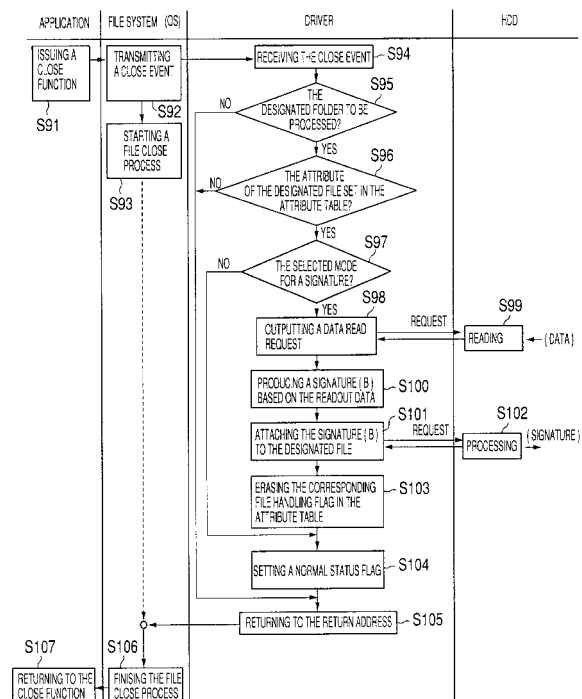 APPLICATION
FILE SYSTEM (OS)
DRIVER
HDD
ISSUING A
CLOSE
FUNCTION
S91
TRANSMITTING
A CLOSE EVENT
S92
RECEIVING THE CLOSE EVENT
S94
STARTING A
FILE CLOSE
PROCESS
S93
S95
NO
THE
DESIGNATED FOLDER TO BE
PROCESSED?
YES
S96
NO
THE ATTRIBUTE
OF THE DESIGNATED FILE SET IN THE
ATTRIBUTE TABLE?
YES
S97
NO
THE SELECTED MODE
FOR A SIGNATURE?
YES
S98
OUTPUTTING A DATA READ
REQUEST
REQUEST
S99
READING
(DATA)
PRODUCING A SIGNATURE (B)
BASED ON THE READOUT DATA
S100
S101
ATTACHING THE SIGNATURE (B)
TO THE DESIGNATED FILE
REQUEST
S102
PROCESSING
(SIGNATURE)
ERASING THE CORRESPONDING
FILE HANDLING FLAG IN THE
ATTRIBUTE TABLE
S103
SETTING A NORMAL STATUS FLAG
S104
RETURNING TO THE RETURN ADDRESS
S105
S107
S106
RETURNING TO THE
CLOSE FUNCTION
FINISING THE FILE
CLOSE PROCESS